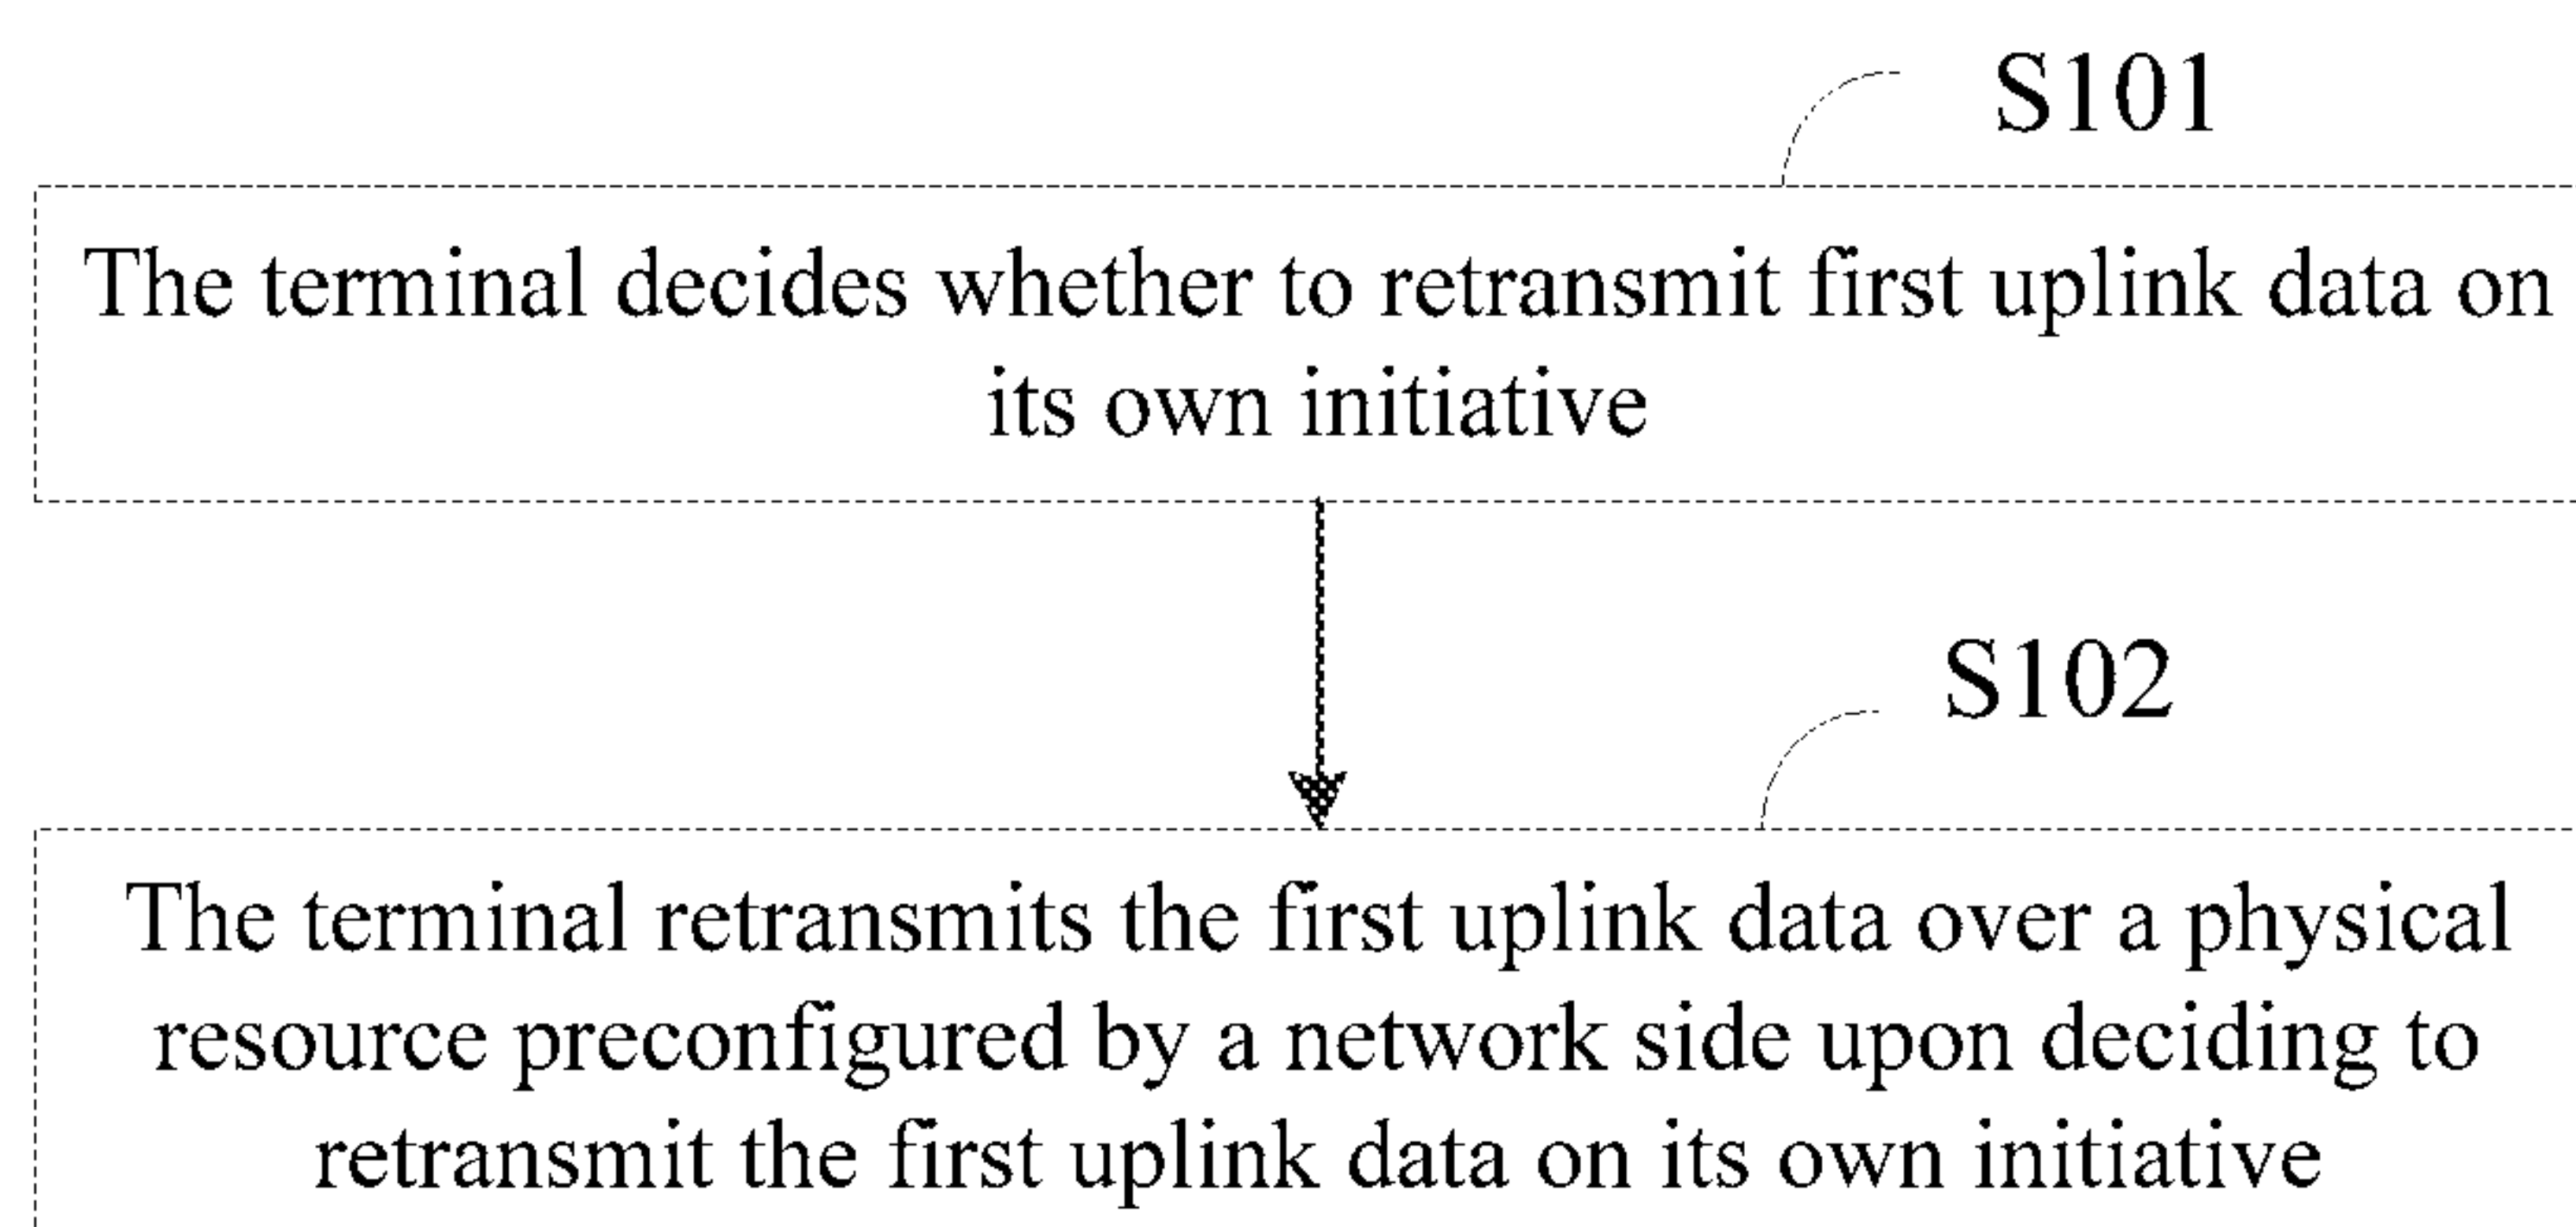 S101
The terminal decides whether to retransmit first uplink data on
its own initiative
S102
The terminal retransmits the first uplink data over a physical
resource preconfigured by a network side upon deciding to
retransmit the first uplink data on its own initiative